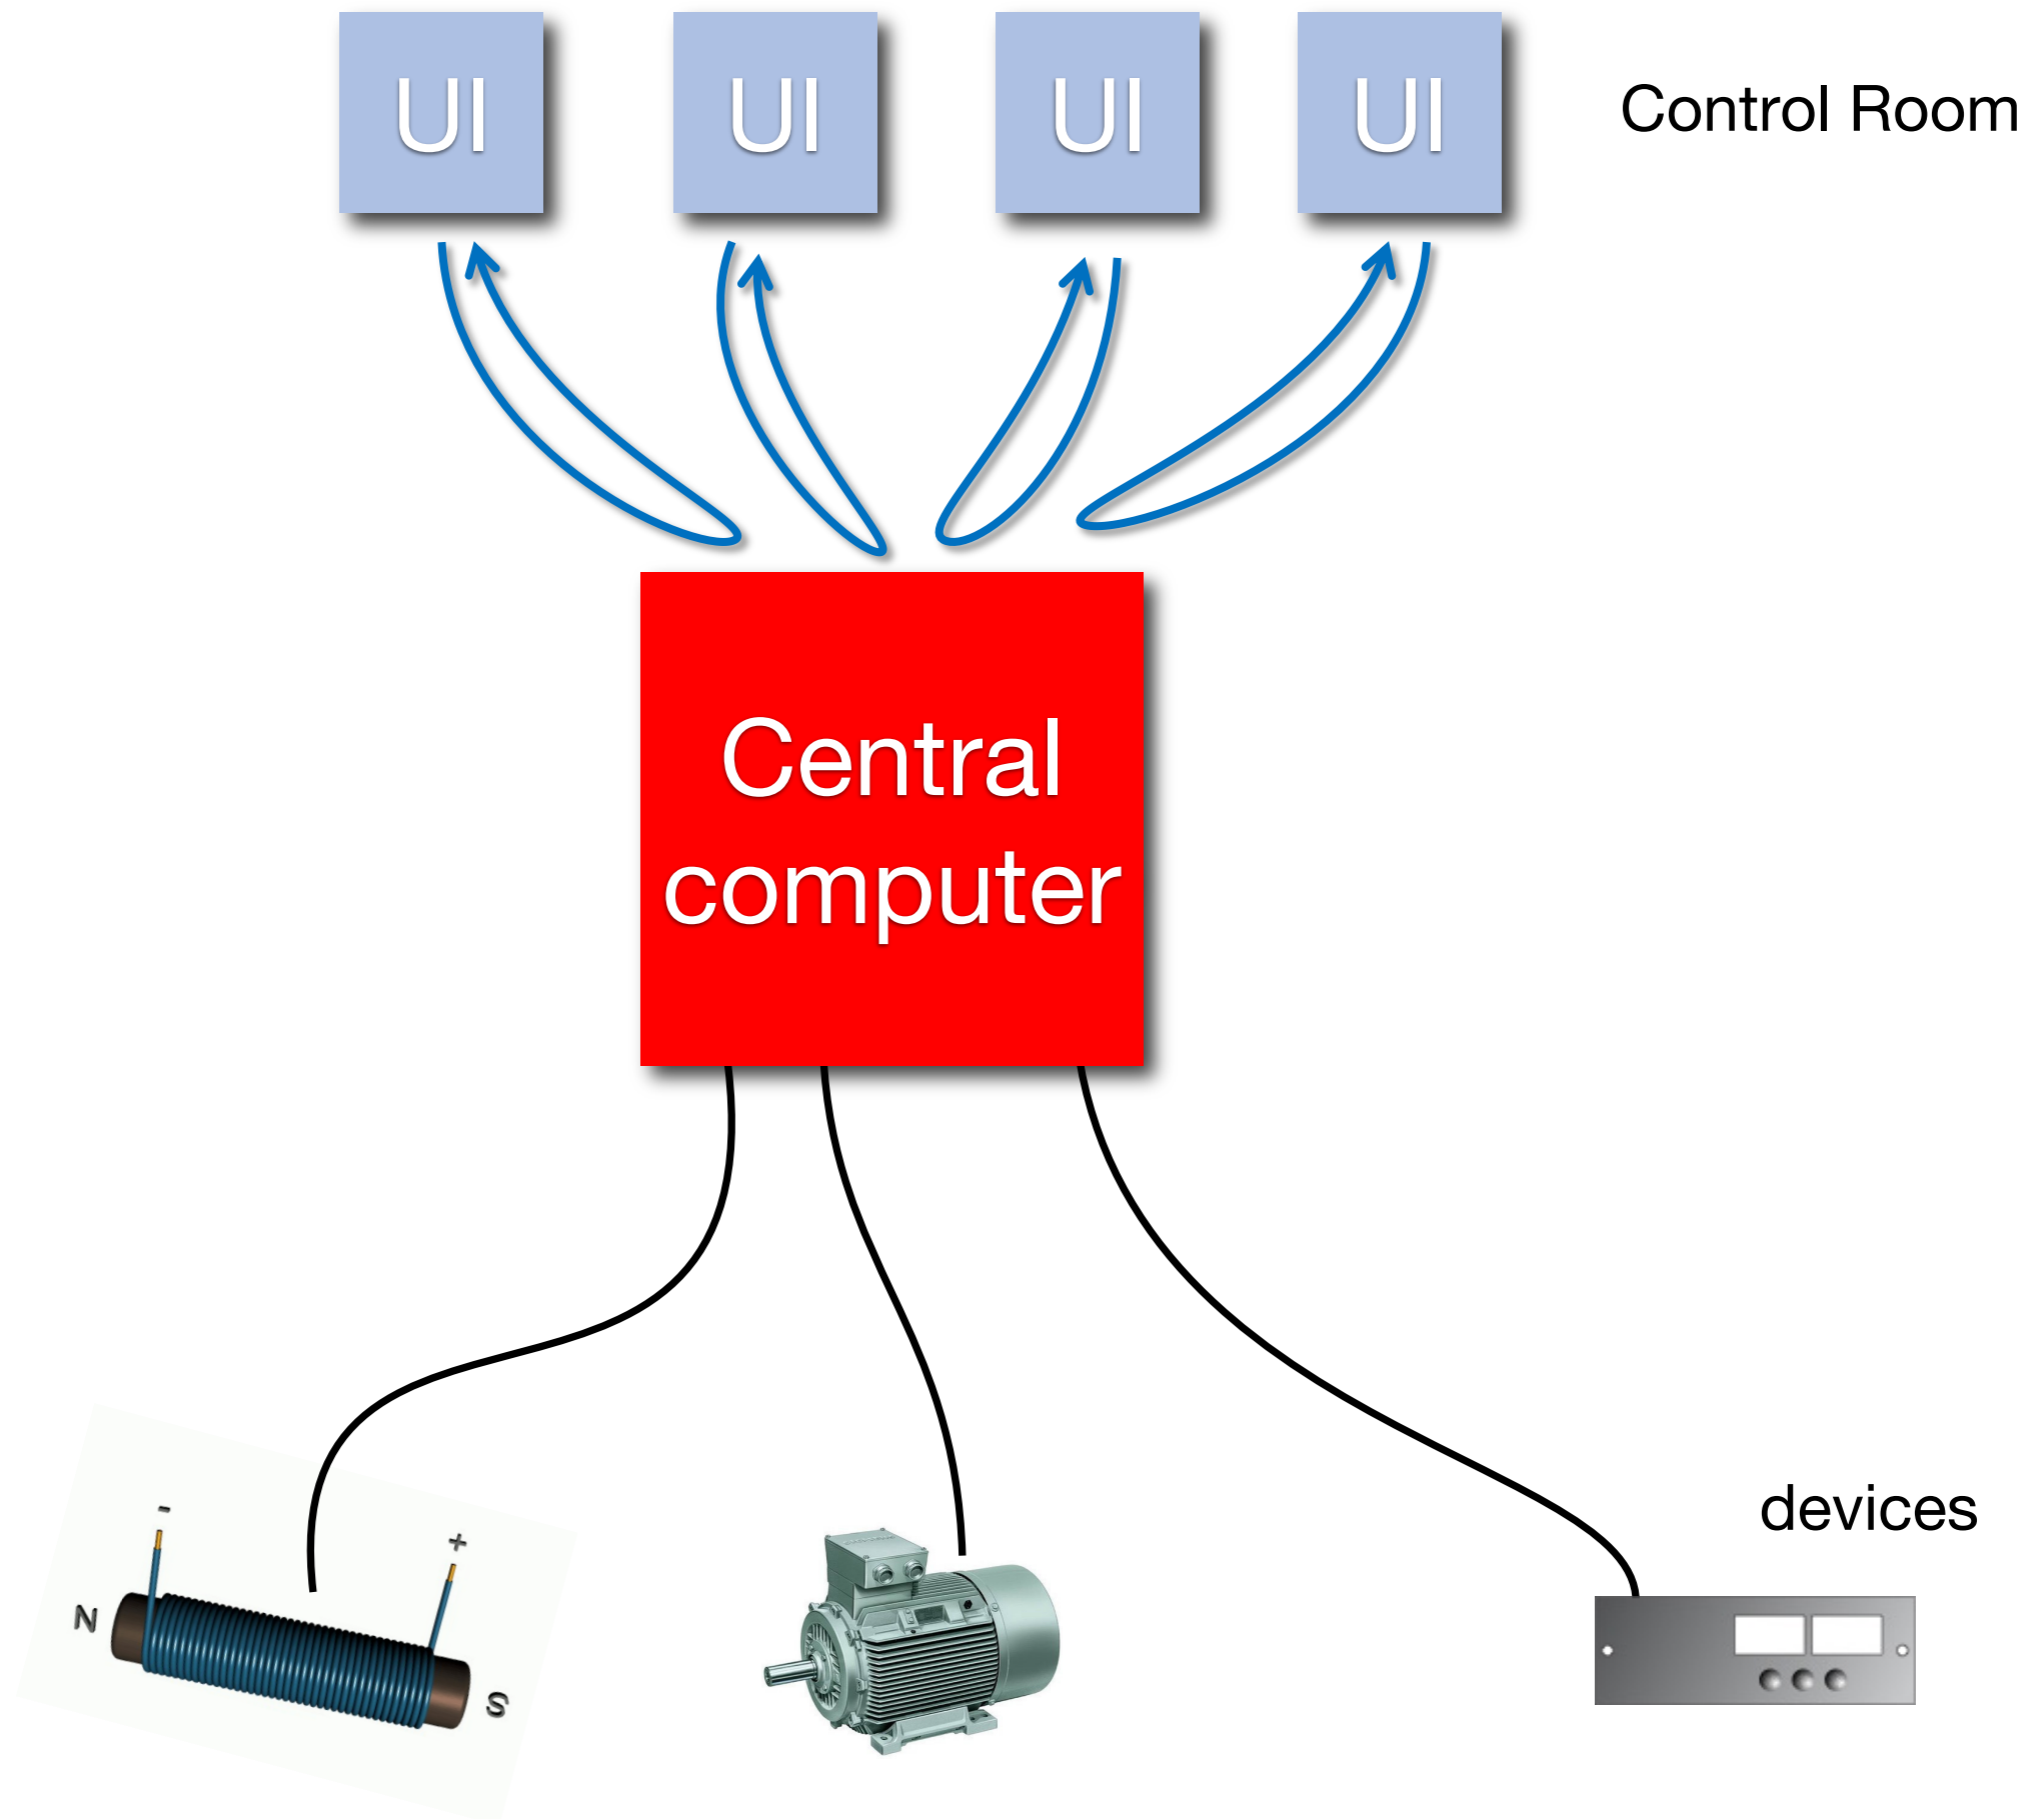 UI UI UI UI Control Room
Central
computer
devices
-
+
N
S